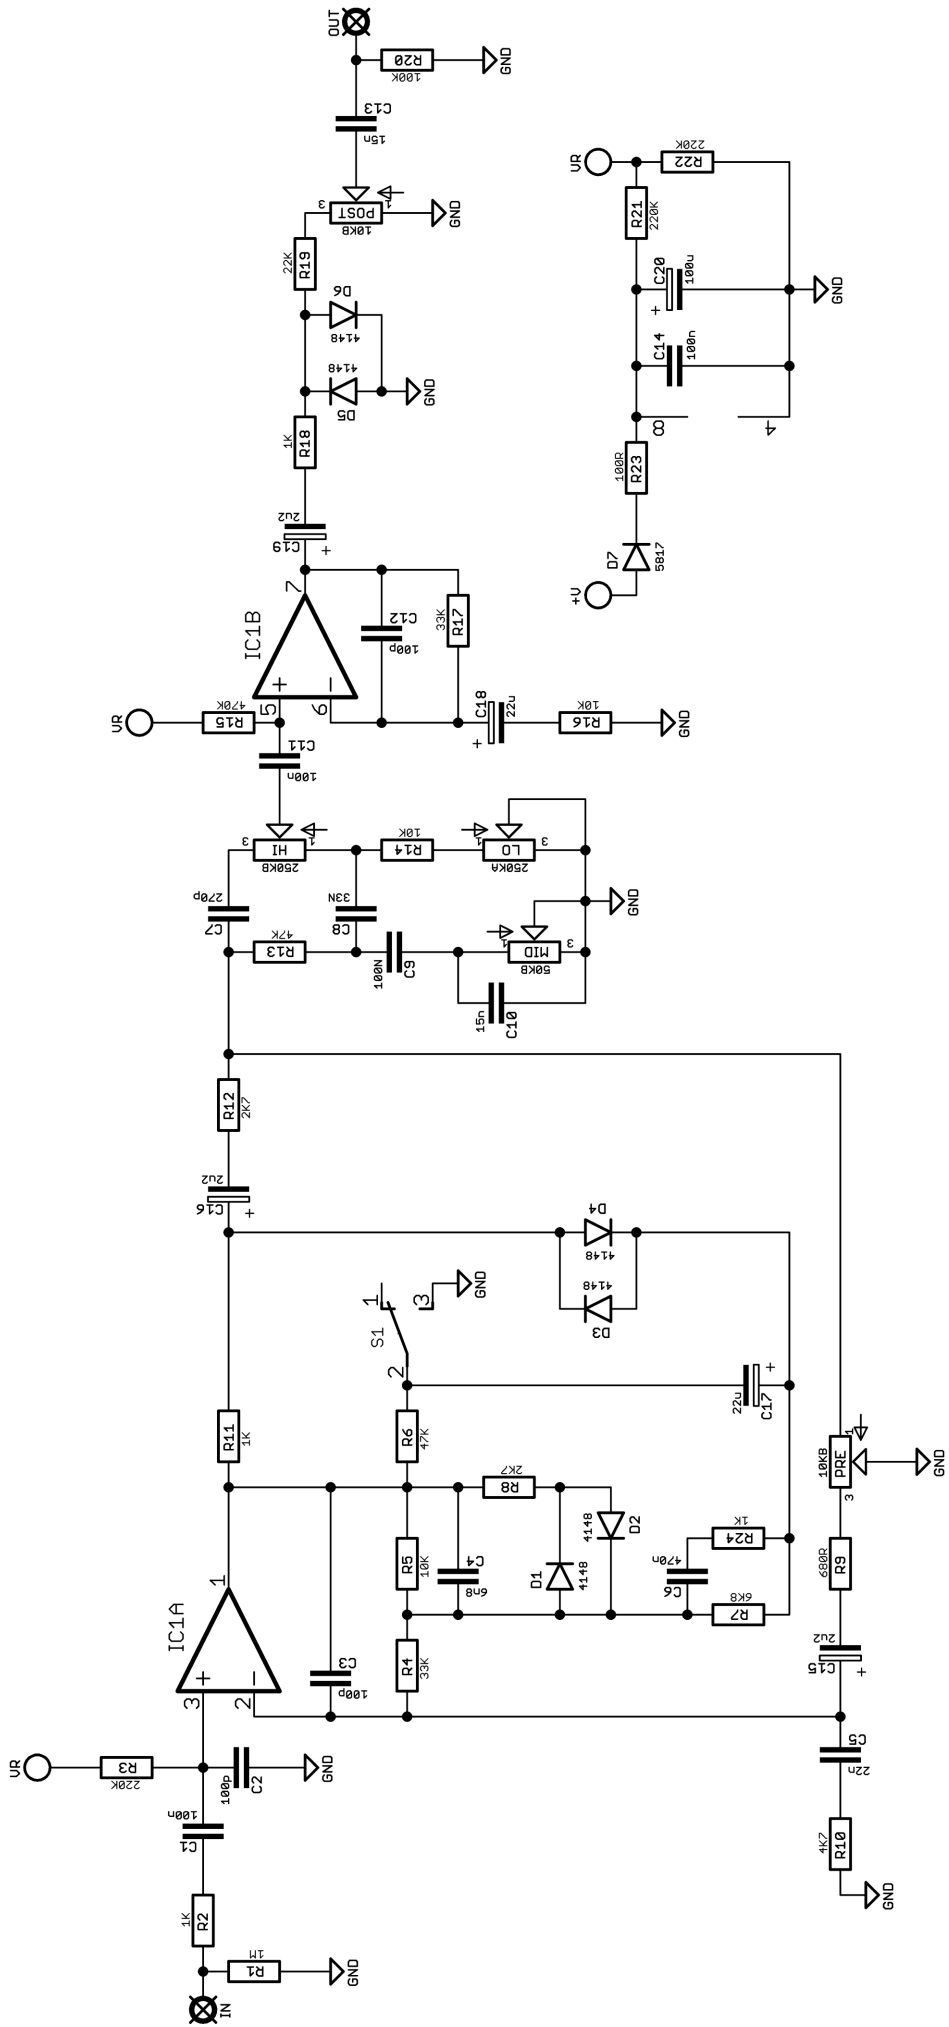 OUT
R20
100K
GND
C13
15n
3
1
POST
10KB
GND
22K
R19
D6
4148
4148
D5
GND
1K
R18
2u2
C19
+
7
IC1B
+
-
5
6
C12
100p
33K
R17
VR
R15
470K
C11
100n
C18
22u
+
R16
10K
GND
VR
R22
220K
R21
220K
C20
100u
+
GND
C14
100n
8
4
100R
R23
D7
5817
+V
3
1
HI
250KB
270p
C7
R14
10K
1
3
LO
250KA
33N
C8
GND
R13
47K
100N
C9
1
3
MID
50KB
15n
C10
R12
2K7
2u2
C16
+
D4
4148
4148
D3
1
3
GND
S1
2
22u
C17
+
R11
1K
R6
47K
10KB
PRE
1
3
GND
R8
2K7
R5
10K
C4
6n8
D1
4148
4148
D2
470n
C6
R24
1K
680R
R9
1
IC1A
+
-
3
2
C3
100p
R4
33K
R7
6K8
2u2
C15
+
VR
R3
220K
100p
C2
GND
100n
C1
C5
22n
4K7
R10
GND
1K
R2
R1
1M
GND
IN